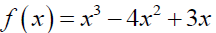 f(x) = x³ − 4x² + 3x